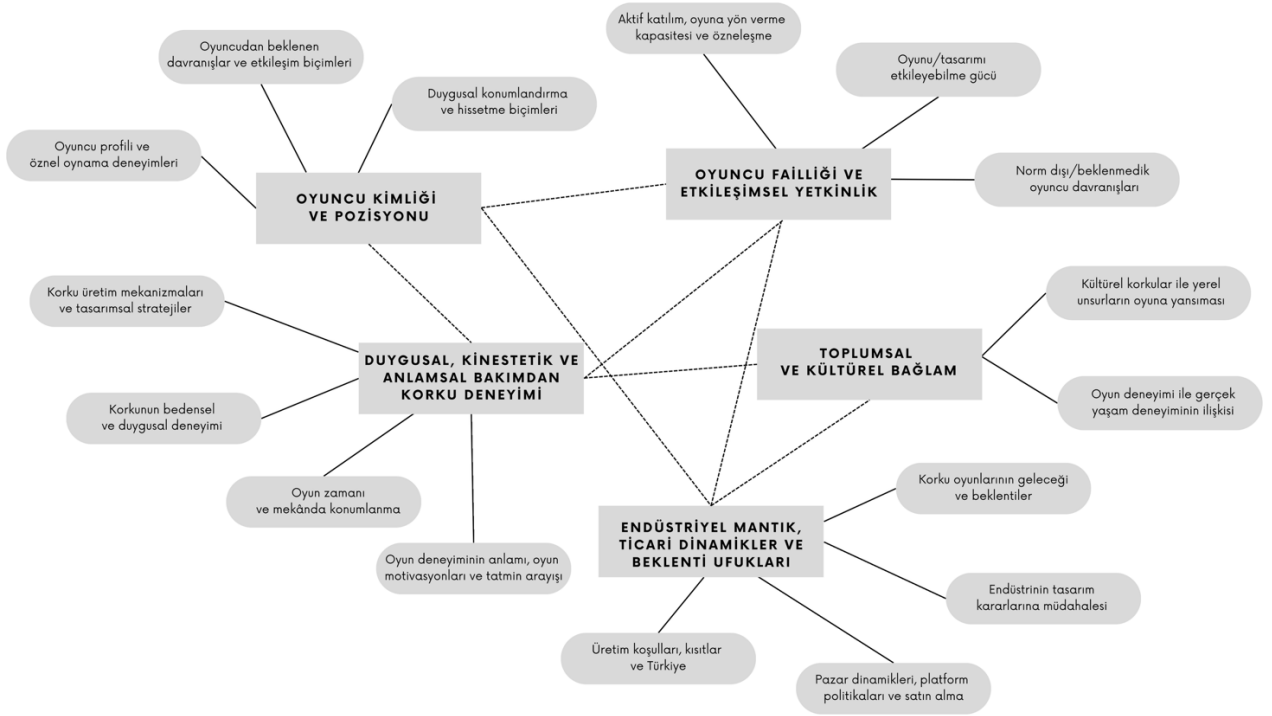 Aktif katılım, oyuna yön verme
kapasitesi ve özneleşme
Oyuncudan beklenen
davranışlar ve etkileşim biçimleri
Oyunu/tasarımı
etkileyebilme gücü
Duygusal konumlandırma
ve hissetme biçimleri
Oyuncu profili ve
öznel oynama deneyimleri
OYUNCU KİMLİĞİ
VE POZİSYONU
OYUNCU FAİLLİĞİ VE
ETKİLEŞİMSEL YETKİNLİK
Norm dışı/beklenmedik
oyuncu davranışları
Korku üretim mekanizmaları
ve tasarımsal stratejiler
Kültürel korkular ile yerel
unsurların oyuna yansıması
DUYGUSAL, KİNESTETİK VE
ANLAMSAL BAKIMDAN
KORKU DENEYİMİ
TOPLUMSAL
VE KÜLTÜREL BAĞLAM
Korkunun bedensel
ve duygusal deneyimi
Oyun deneyimi ile gerçek
yaşam deneyiminin ilişkisi
Oyun zamanı
ve mekânda konumlanma
Korku oyunlarının geleceği
ve beklentiler
Oyun deneyiminin anlamı, oyun
motivasyonları ve tatmin arayışı
ENDÜSTRİYEL MANTIK,
TİCARİ DİNAMİKLER VE
BEKLENTİ UFUKLARI
Endüstrinin tasarım
kararlarına müdahalesi
Üretim koşulları, kısıtlar
ve Türkiye
Pazar dinamikleri, platform
politikaları ve satın alma